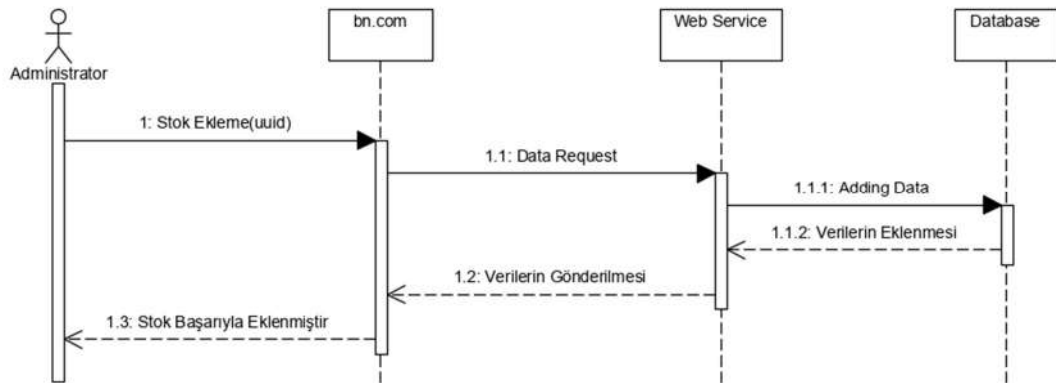 bn.com
Web Service
Database
Administrator
1: Stok Ekleme(uuid)
1.1: Data Request
1.1.1: Adding Data
1.1.2: Verilerin Eklenmesi
1.2: Verilerin Gönderilmesi
1.3: Stok Başarıyla Eklenmiştir